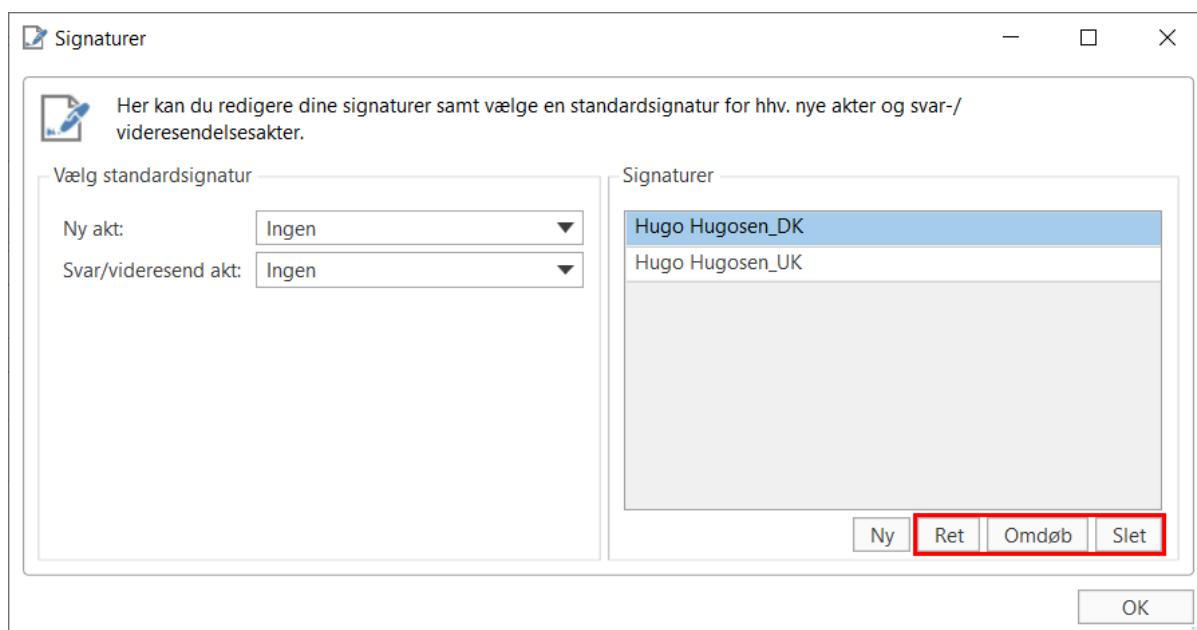 Signaturer
Her kan du redigere dine signaturer samt vælge en standardsignatur for hhv. nye akter og svar-/
videresendelsesakter.
Vælg standardsignatur
Ny akt:
Ingen
Svar/videresend akt:
Ingen
Signaturer
Hugo Hugosen_DK
Hugo Hugosen_UK
Ny
Ret
Omdøb
Slet
OK